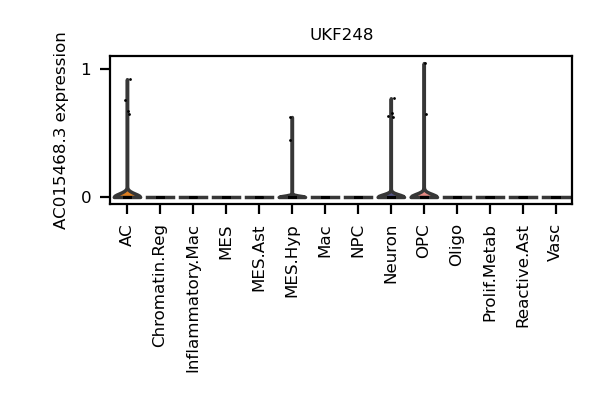 UKF248
AC015468.3 expression
1
0
AC
Chromatin.Reg
Inflammatory.Mac
MES
MES.Ast
MES.Hyp
Mac
NPC
Neuron
OPC
Oligo
Prolif.Metab
Reactive.Ast
Vasc